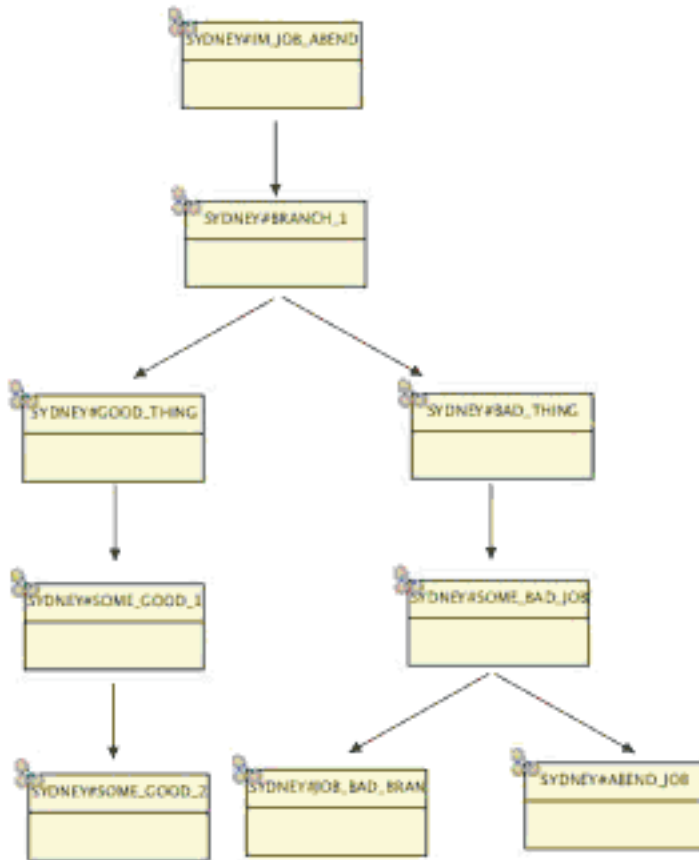 SYDNEY#IM_JOB_ABEND
SYDNEY#BRANCH_1
SYDNEY#GOOD_THING
SYDNEY#BAD_THING
SYDNEY#SOME_GOOD_1
SYDNEY#SOME_BAD_JOB
SYDNEY#SOME_GOOD_2
SYDNEY#JOB_BAD_BRAN
SYDNEY#ABEND_JOB